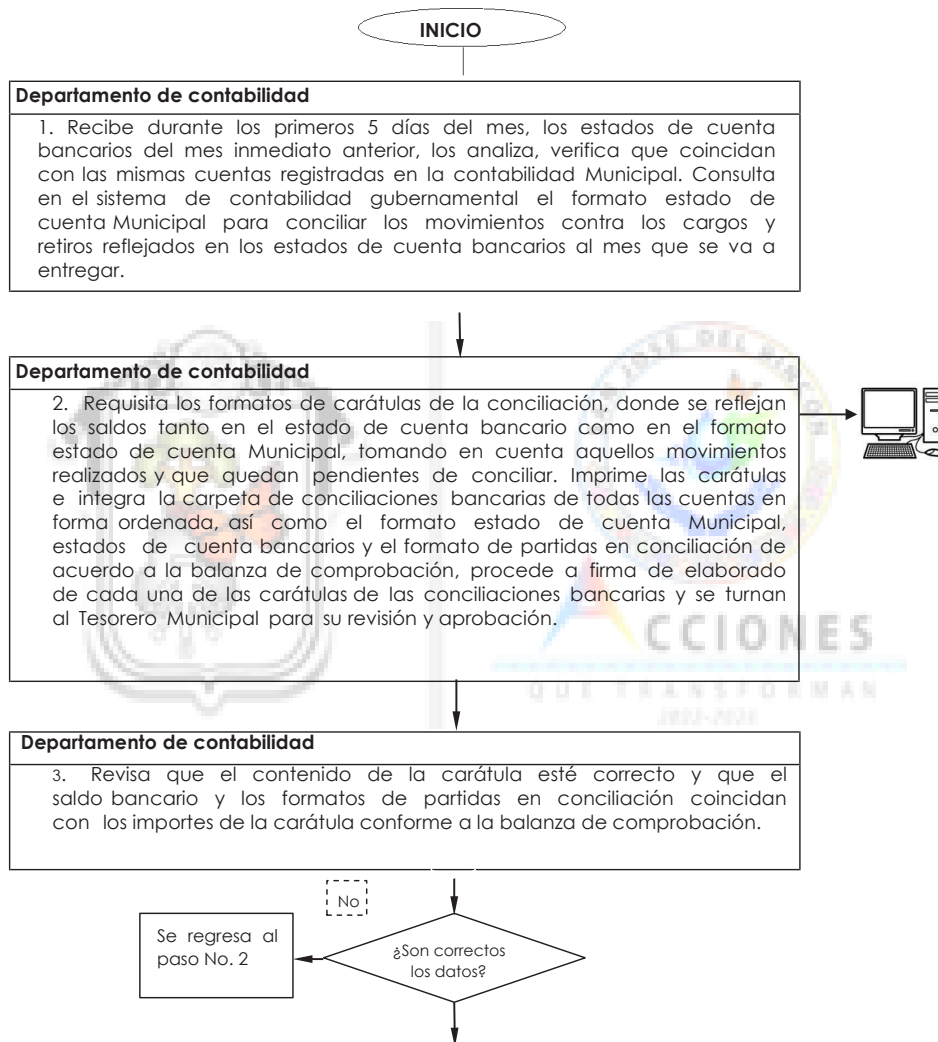 INICIO
Departamento de contabilidad
1. Recibe durante los primeros 5 días del mes, los estados de cuenta
bancarios del mes inmediato anterior, los analiza, verifica que coincidan
con las mismas cuentas registradas en la contabilidad Municipal. Consulta
en el sistema de contabilidad gubernamental el formato estado de
cuenta Municipal para conciliar los movimientos contra los cargos y
retiros reflejados en los estados de cuenta bancarios al mes que se va a
entregar.
Departamento de contabilidad
2. Requisita los formatos de carátulas de la conciliación, donde se reflejan
los saldos tanto en el estado de cuenta bancario como en el formato
estado de cuenta Municipal, tomando en cuenta aquellos movimientos
realizados y que quedan pendientes de conciliar. Imprime las carátulas
e integra la carpeta de conciliaciones bancarias de todas las cuentas en
forma ordenada, así como el formato estado de cuenta Municipal,
estados de cuenta bancarios y el formato de partidas en conciliación de
acuerdo a la balanza de comprobación, procede a firma de elaborado
de cada una de las carátulas de las conciliaciones bancarias y se turnan
al Tesorero Municipal para su revisión y aprobación.
JOSE DEL RINCON
ACCIONES
QUE TRANSFORMAN
Departamento de contabilidad
3. Revisa que el contenido de la carátula esté correcto y que el
saldo bancario y los formatos de partidas en conciliación coincidan
con los importes de la carátula conforme a la balanza de comprobación.
No
Se regresa al
paso No. 2
¿Son correctos
los datos?